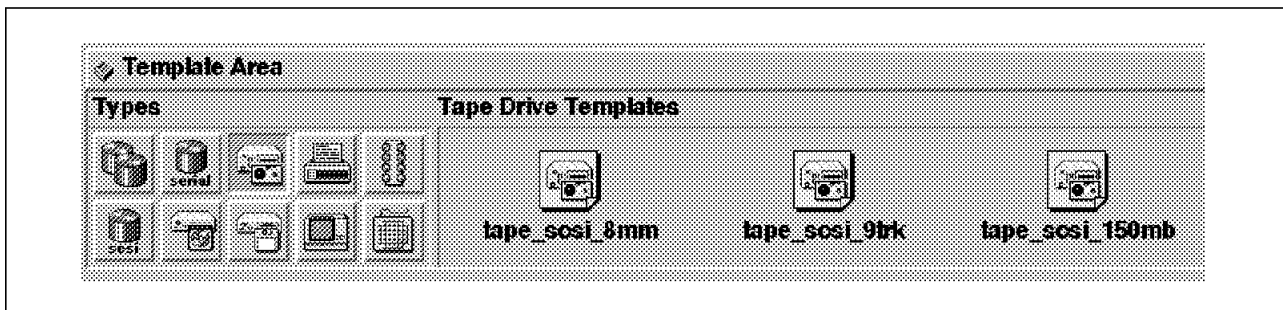 Template Area
Types
Tape Drive Templates
serial
scsi
tape_scsi_8mm
tape_scsi_9trk
tape_scsi_150mb